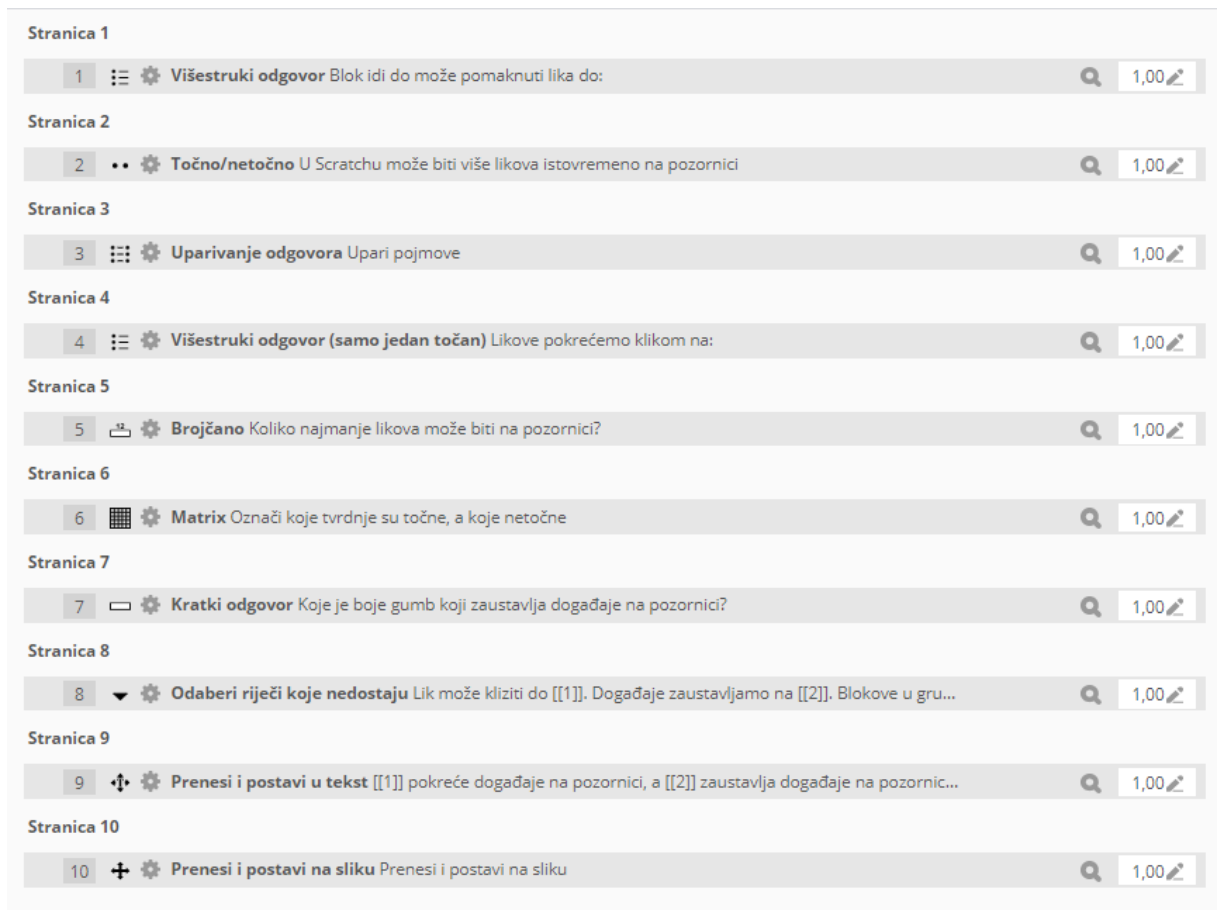 Stranica 1
1 Višestruki odgovor Blok idi do može pomaknuti lika do: 1,00
Stranica 2
2 Točno/netočno U Scratchu može biti više likova istovremeno na pozornici 1,00
Stranica 3
3 Uparivanje odgovora Upari pojmove 1,00
Stranica 4
4 Višestruki odgovor (samo jedan točan) Likove pokrećemo klikom na: 1,00
Stranica 5
5 12 Brojčano Koliko najmanje likova može biti na pozornici? 1,00
Stranica 6
6 Matrix Označi koje tvrdnje su točne, a koje netočne 1,00
Stranica 7
7 Kratki odgovor Koje je boje gumb koji zaustavlja događaje na pozornici? 1,00
Stranica 8
8 Odaberi riječi koje nedostaju Lik može kliziti do [[1]]. Događaje zaustavljamo na [[2]]. Blokove u gru... 1,00
Stranica 9
9 Prenesi i postavi u tekst [[1]] pokreće događaje na pozornici, a [[2]] zaustavlja događaje na pozornic... 1,00
Stranica 10
10 Prenesi i postavi na sliku Prenesi i postavi na sliku 1,00